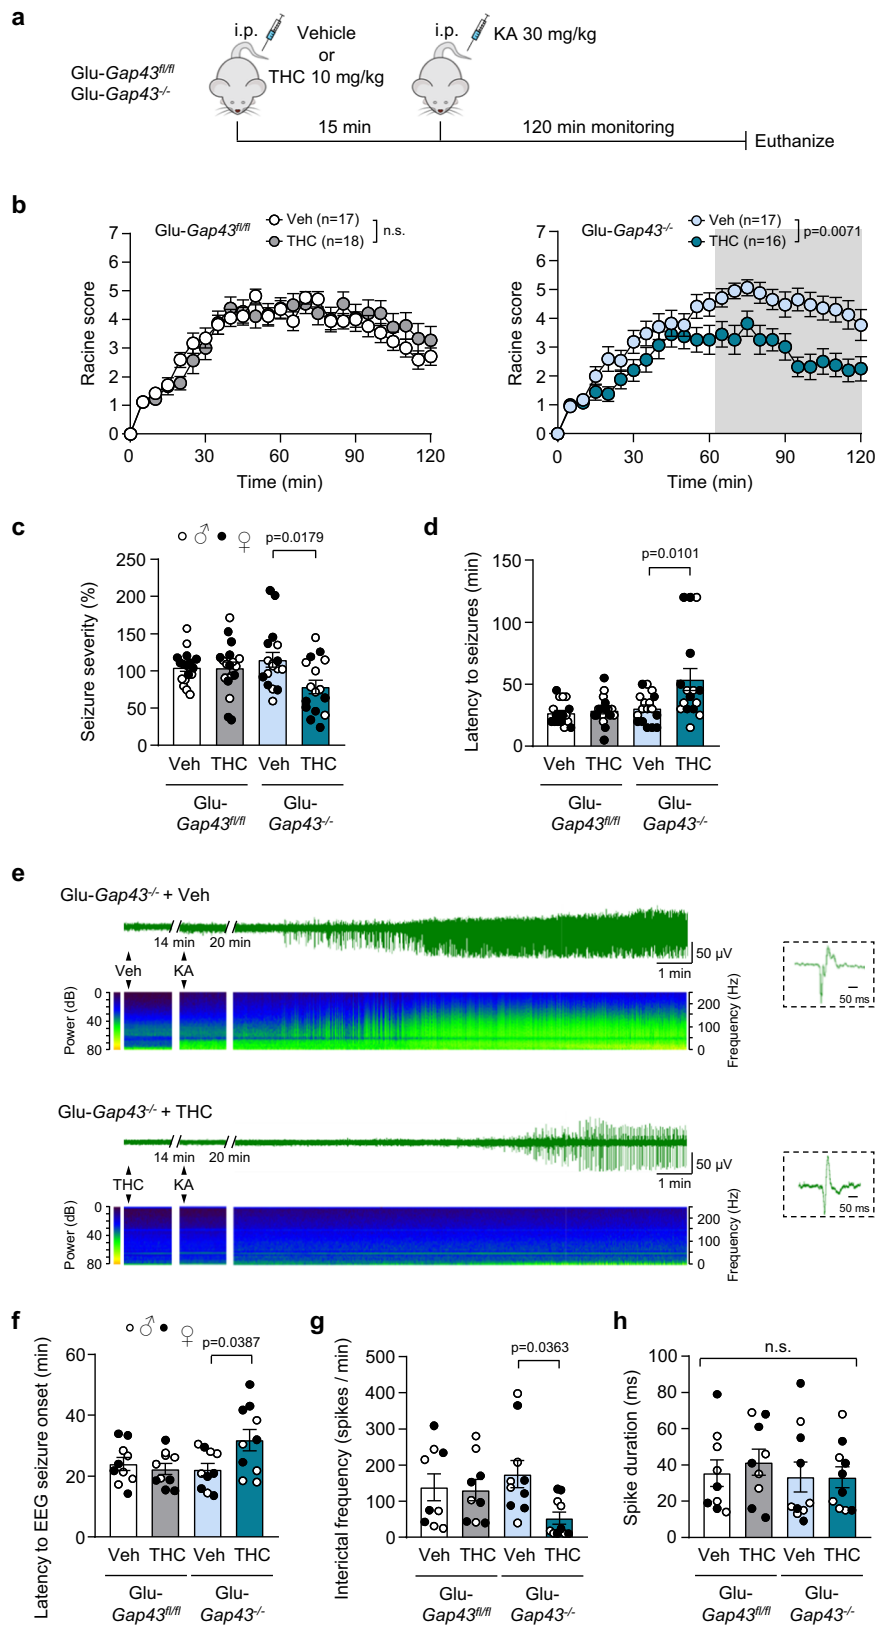 a
i.p.
Vehicle
or
THC 10 mg/kg
i.p.
KA 30 mg/kg
Glu-Gap43fl/fl
Glu-Gap43-/-
15 min
120 min monitoring
Euthanize
b
Glu-Gap43fl/fl
Veh (n=17)
THC (n=18)
n.s.
Racine score
7
6
5
4
3
2
1
0
0 30 60 90 120
Time (min)
Glu-Gap43-/-
Veh (n=17)
THC (n=16)
p=0.0071
Racine score
7
6
5
4
3
2
1
0
0 30 60 90 120
Time (min)
c
♂ ♀
p=0.0179
Seizure severity (%)
250
200
150
100
50
0
Veh THC Veh THC
Glu- Glu-
Gap43fl/fl Gap43-/-
d
p=0.0101
Latency to seizures (min)
150
100
50
0
Veh THC Veh THC
Glu- Glu-
Gap43fl/fl Gap43-/-
e
Glu-Gap43-/- + Veh
14 min 20 min
50 µV
1 min
Veh KA
50 ms
Power (dB)
0
40
80
200
100
0
Frequency (Hz)
Glu-Gap43-/- + THC
14 min 20 min
50 µV
1 min
THC KA
50 ms
Power (dB)
0
40
80
200
100
0
Frequency (Hz)
f
♂ ♀
p=0.0387
Latency to EEG seizure onset (min)
60
40
20
0
Veh THC Veh THC
Glu- Glu-
Gap43fl/fl Gap43-/-
g
p=0.0363
Interictal frequency (spikes / min)
500
400
300
200
100
0
Veh THC Veh THC
Glu- Glu-
Gap43fl/fl Gap43-/-
h
n.s.
Spike duration (ms)
100
80
60
40
20
0
Veh THC Veh THC
Glu- Glu-
Gap43fl/fl Gap43-/-